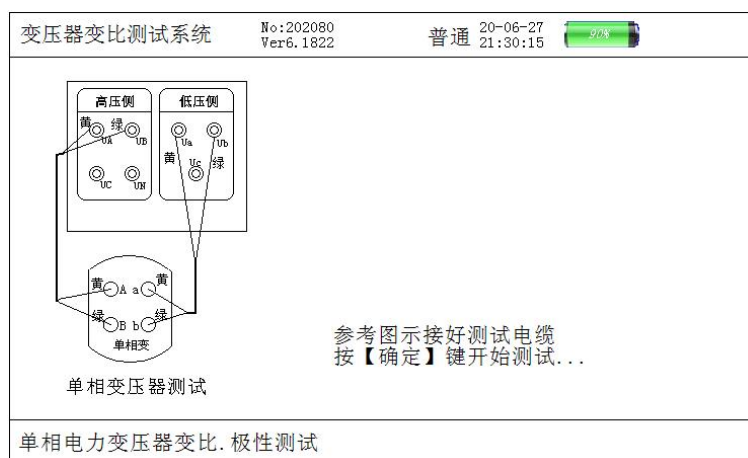 变压器变比测试系统
No:202080
Ver6.1822
普通
20-06-27
21:30:15
90%
高压侧
低压侧
黄
绿
UA
UB
Ua
Ub
黄
Uc
绿
UC
UN
黄
A a
黄
绿
B b
绿
单相变
单相变压器测试
参考图示接好测试电缆
按【确定】键开始测试...
单相电力变压器变比.极性测试